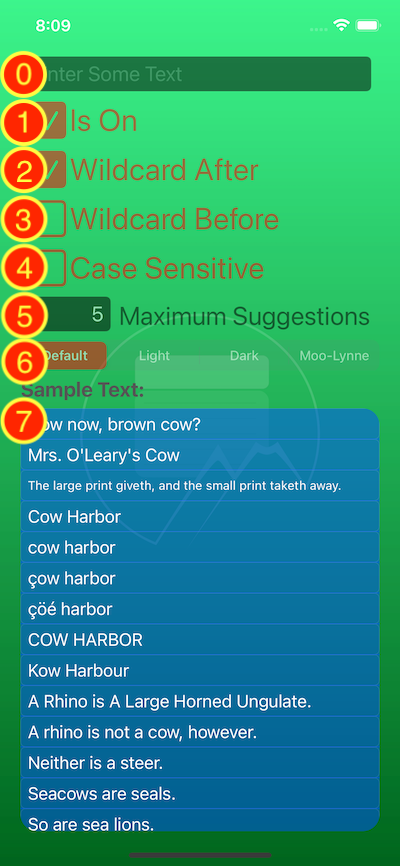 8:09
0 nter Some Text
1 Is On
2 Wildcard After
3 Wildcard Before
4 Case Sensitive
5 5 Maximum Suggestions
6 Default Light Dark Moo-Lynne
Sample Text:
7 ow now, brown cow?
Mrs. O'Leary's Cow
The large print giveth, and the small print taketh away.
Cow Harbor
cow harbor
çow harbor
çöé harbor
COW HARBOR
Kow Harbour
A Rhino is A Large Horned Ungulate.
A rhino is not a cow, however.
Neither is a steer.
Seacows are seals.
So are sea lions.